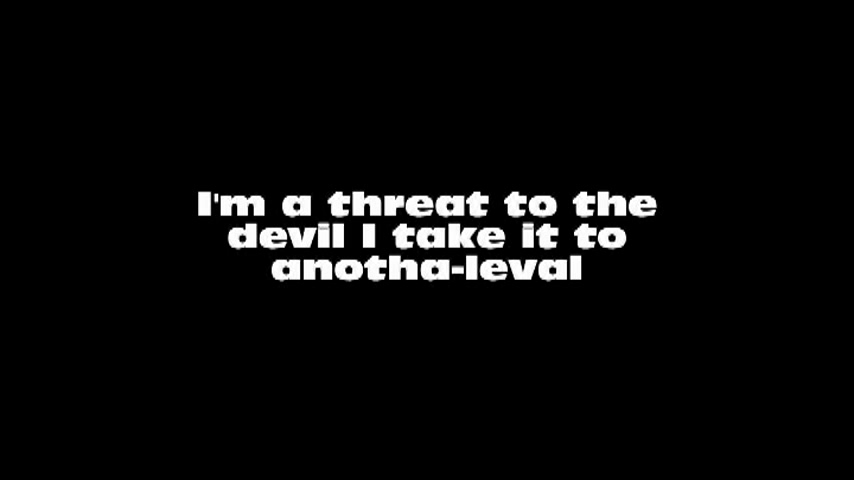 I'm a threat to the
devil I take it to
anotha-leval